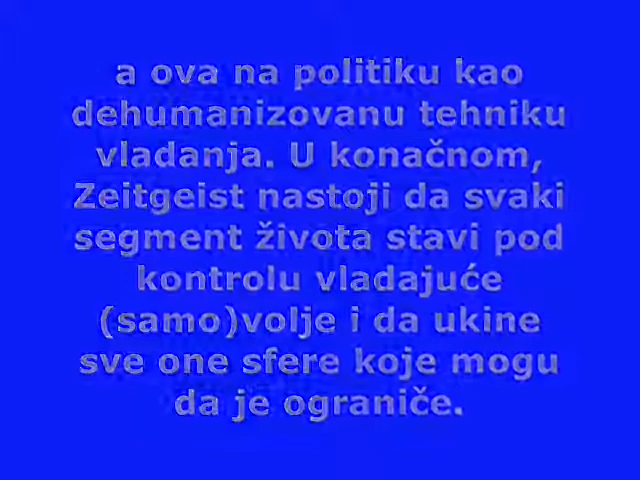 a ova na politiku kao
dehumanizovanu tehniku
vladanja. U konačnom,
Zeitgeist nastoji da svaki
segment života stavi pod
kontrolu vladajuće
(samo)volje i da ukine
sve one sfere koje mogu
da je ograniče.